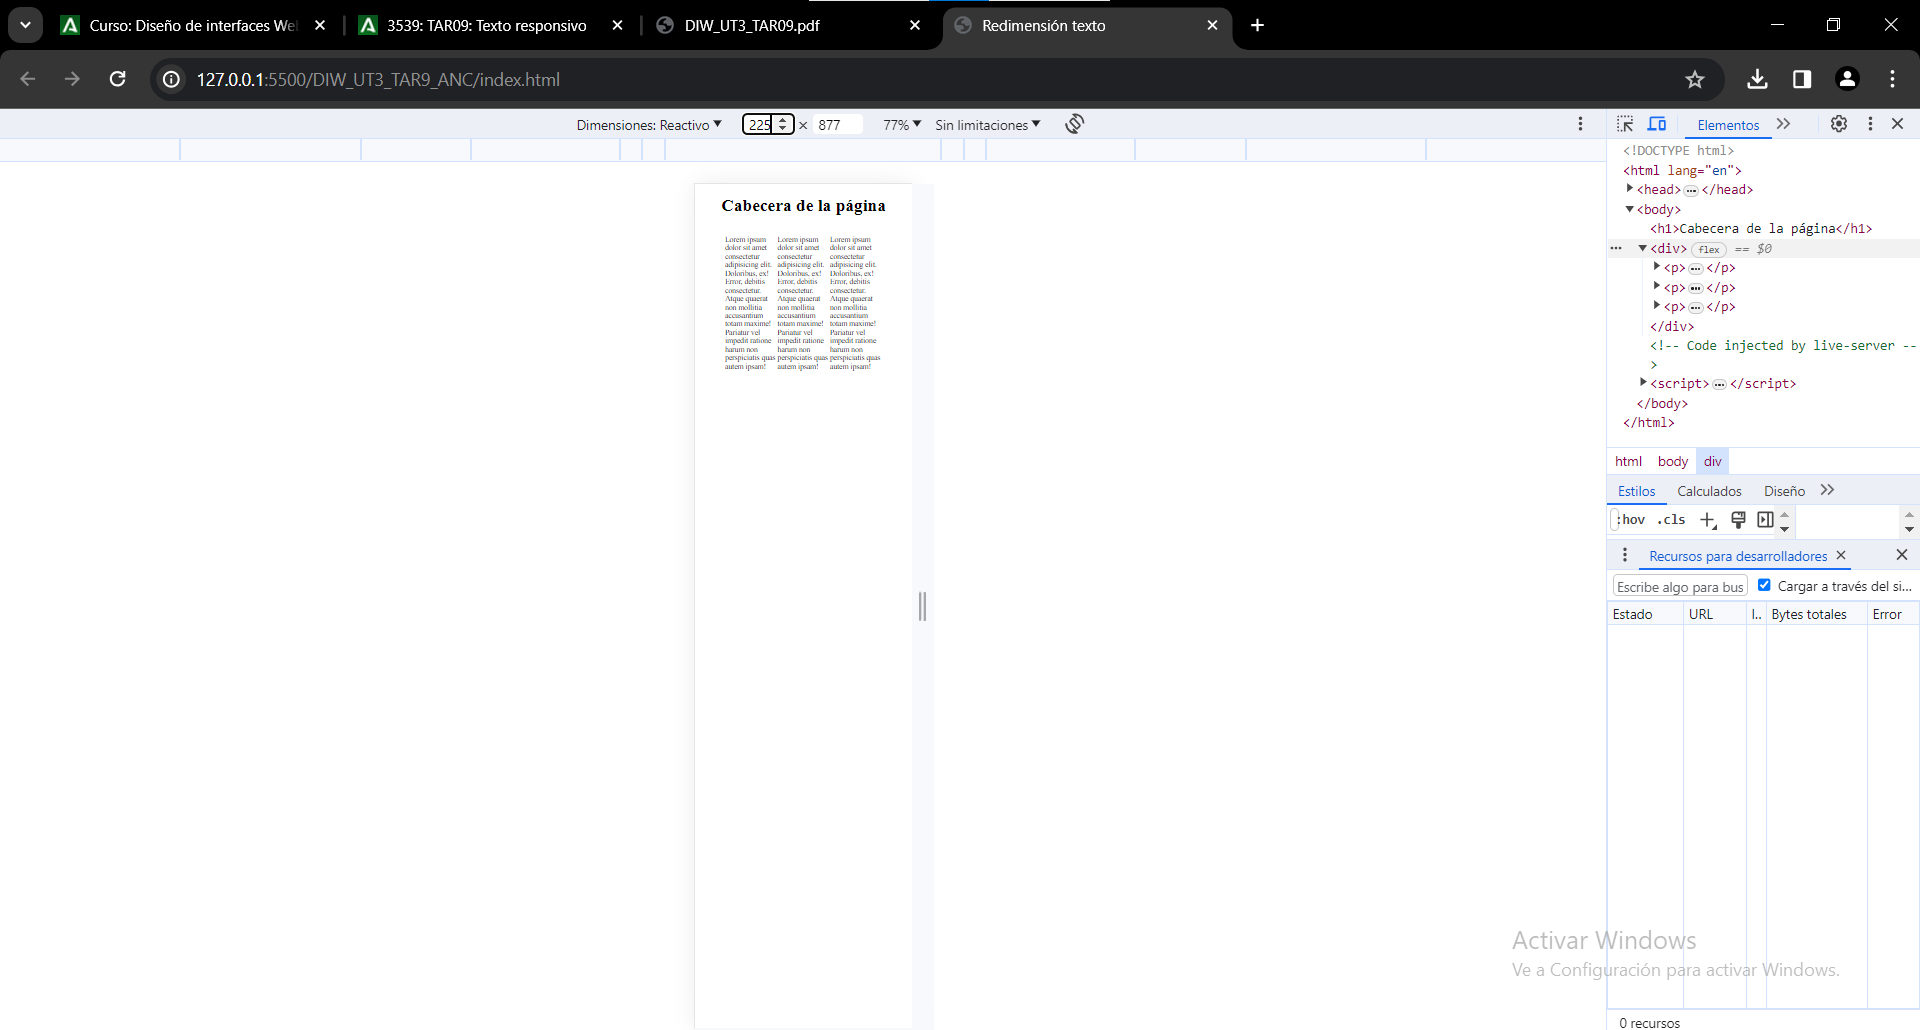 Curso: Diseño de interfaces We
3539: TAR09: Texto responsivo
DIW_UT3_TAR09.pdf
Redimensión texto
127.0.0.1:5500/DIW_UT3_TAR9_ANC/index.html
Dimensiones: Reactivo
225 × 877
77%
Sin limitaciones
Elementos
<!DOCTYPE html>
<html lang="en">
<head>…</head>
<body>
<h1>Cabecera de la página</h1>
<div> flex == $0
<p>…</p>
<p>…</p>
<p>…</p>
</div>
<!-- Code injected by live-server --
>
<script>…</script>
</body>
</html>
html body div
Estilos Calculados Diseño
:hov .cls
Recursos para desarrolladores
Escribe algo para bus
Cargar a través del si...
Estado URL I.. Bytes totales Error
0 recursos
Cabecera de la página
Lorem ipsum
dolor sit amet
consectetur
adipisicing elit.
Doloribus, ex!
Error, debitis
consectetur.
Atque quaerat
non mollitia
accusantium
totam maxime!
Pariatur vel
impedit ratione
harum non
perspiciatis quas
autem ipsam!
Lorem ipsum
dolor sit amet
consectetur
adipisicing elit.
Doloribus, ex!
Error, debitis
consectetur.
Atque quaerat
non mollitia
accusantium
totam maxime!
Pariatur vel
impedit ratione
harum non
perspiciatis quas
autem ipsam!
Lorem ipsum
dolor sit amet
consectetur
adipisicing elit.
Doloribus, ex!
Error, debitis
consectetur.
Atque quaerat
non mollitia
accusantium
totam maxime!
Pariatur vel
impedit ratione
harum non
perspiciatis quas
autem ipsam!
Activar Windows
Ve a Configuración para activar Windows.